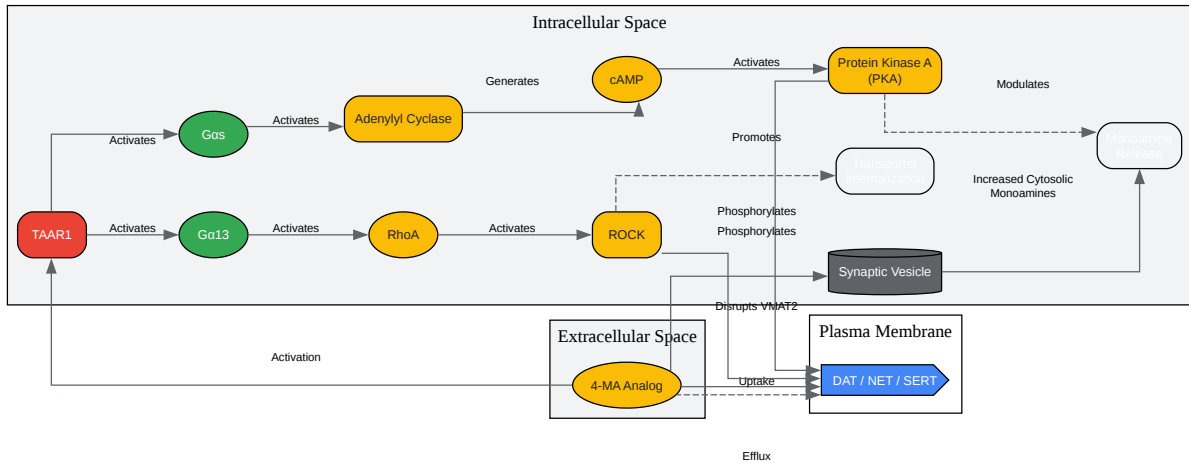 Intracellular Space
cAMP
Activates
Protein Kinase A
(PKA)
Generates
Modulates
Activates
Gαs
Activates
Adenylyl Cyclase
Promotes
Monoamine
Release
Transporter
Internalization
Increased Cytosolic
Monoamines
Phosphorylates
Phosphorylates
TAAR1
Activates
Gα13
Activates
RhoA
Activates
ROCK
Synaptic Vesicle
Disrupts VMAT2
Extracellular Space
Plasma Membrane
Activation
4-MA Analog
Uptake
DAT / NET / SERT
Efflux